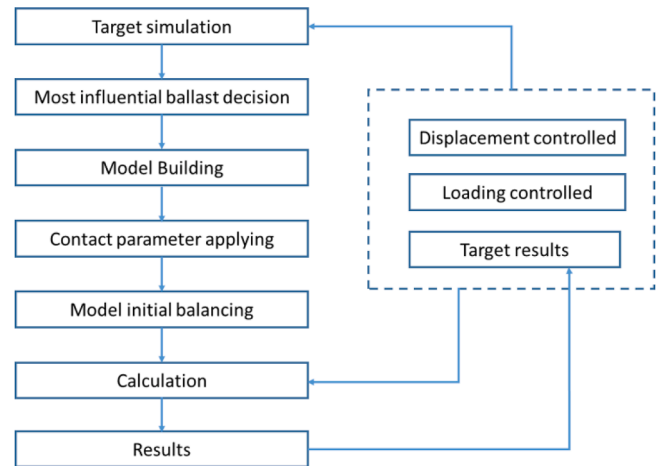 Target simulation
Most influential ballast decision
Model Building
Contact parameter applying
Model initial balancing
Calculation
Results
Displacement controlled
Loading controlled
Target results